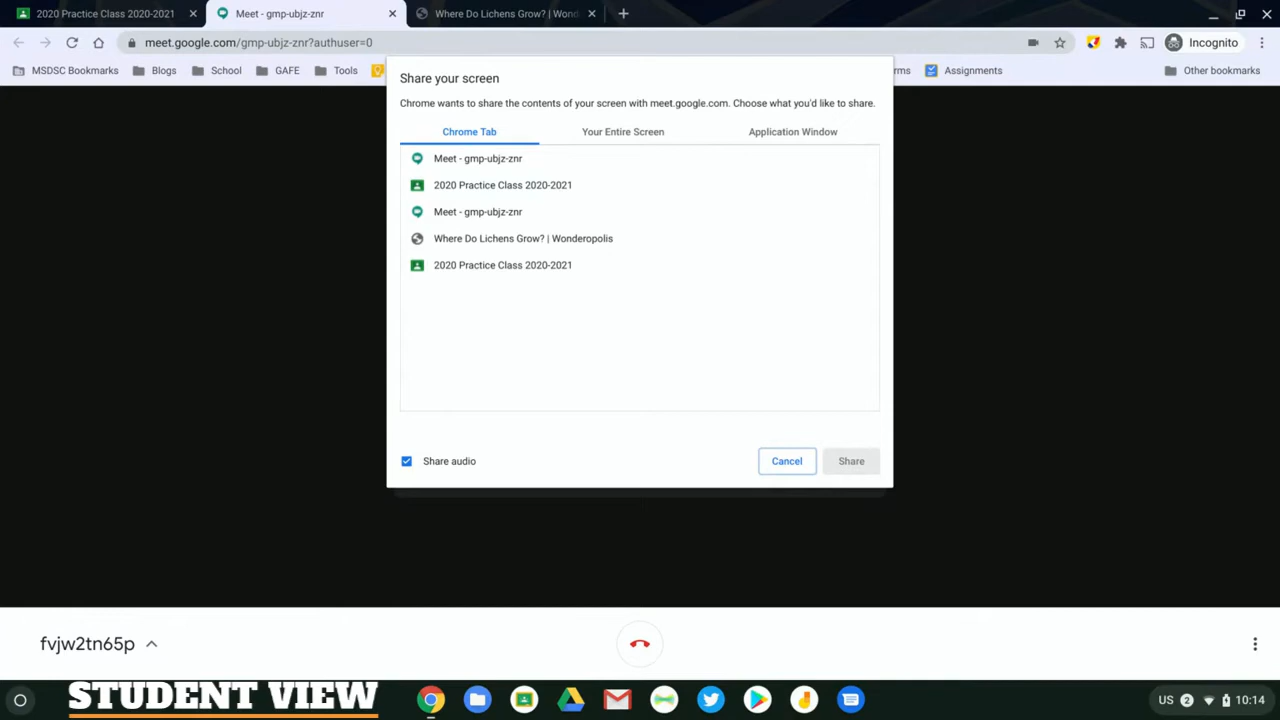 2020 Practice Class 2020-2021
Meet - gmp-ubjz-znr
Where Do Lichens Grow? | Wond
meet.google.com/gmp-ubjz-znr?authuser=0
Incognito
MSDSC Bookmarks
Blogs
School
GAFE
Tools
rms
Assignments
Other bookmarks
Share your screen
Chrome wants to share the contents of your screen with meet.google.com. Choose what you'd like to share.
Chrome Tab
Your Entire Screen
Application Window
Meet - gmp-ubjz-znr
2020 Practice Class 2020-2021
Meet - gmp-ubjz-znr
Where Do Lichens Grow? | Wonderopolis
2020 Practice Class 2020-2021
Share audio
Cancel
Share
fvjw2tn65p
STUDENT VIEW
US
2
10:14